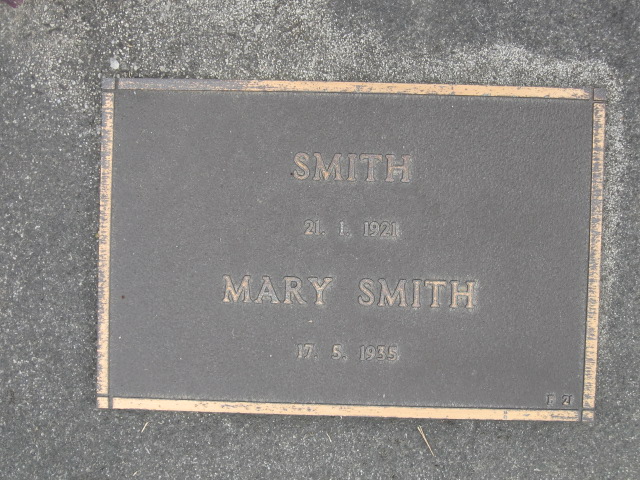 SMITH
21. 1. 1921
MARY SMITH
17. 5. 1935
F 21